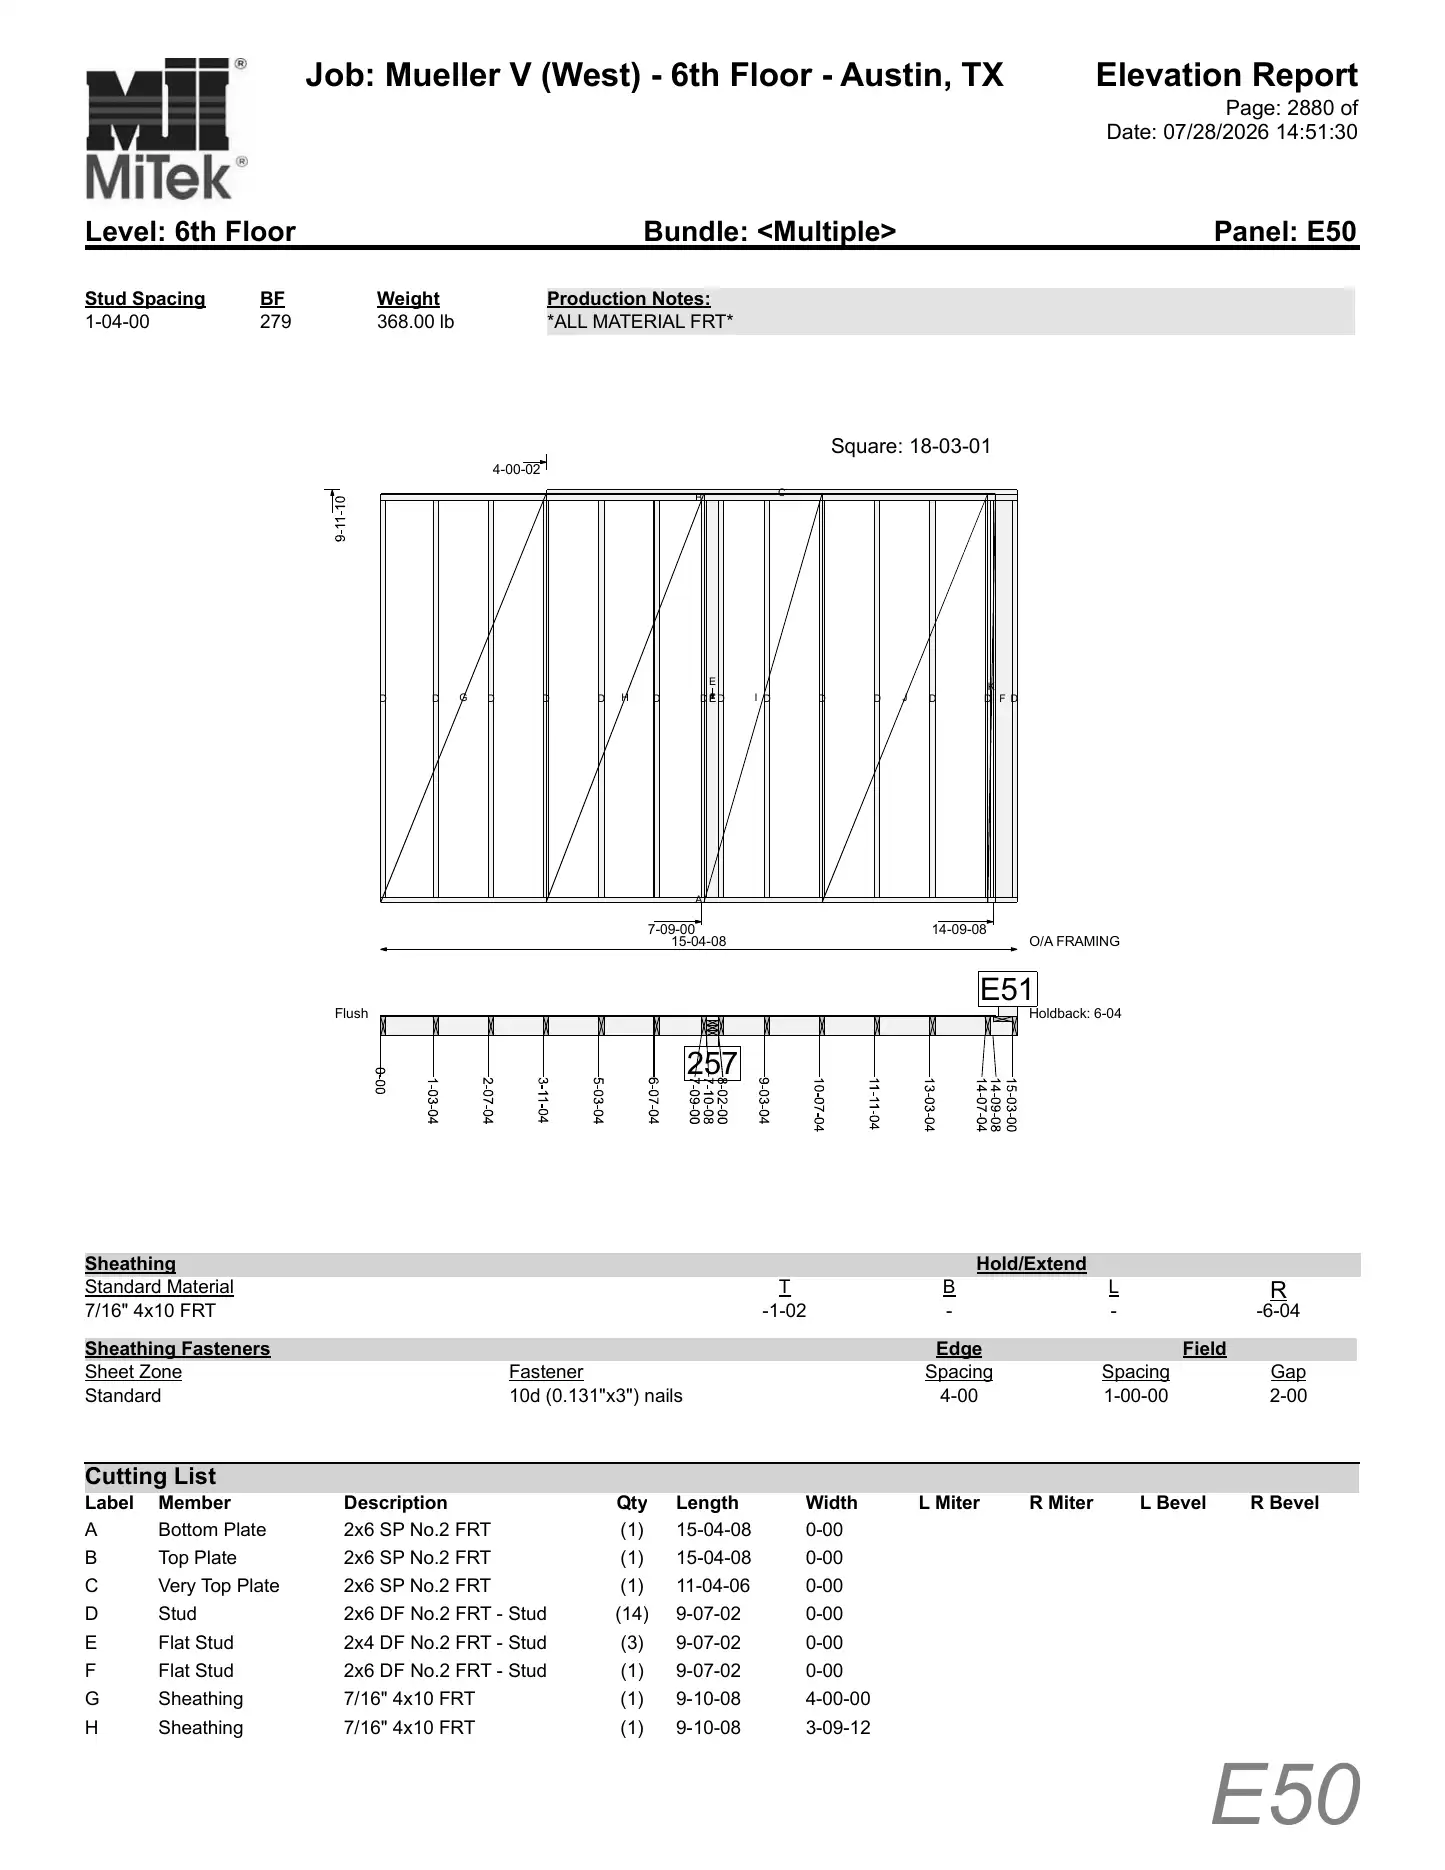 Job: Mueller V (West) - 6th Floor - Austin, TX
Elevation Report
Page: 2880 of
Date: 07/28/2026 14:51:30
MiTek®
Level: 6th Floor Bundle: <Multiple> Panel: E50
Stud Spacing BF Weight Production Notes:
1-04-00 279 368.00 lb *ALL MATERIAL FRT*
Square: 18-03-01
4-00-02
9-11-10
H C
E
K
D D G D D D H D D E D I D D D J D D F D
A
7-09-00 14-09-08
15-04-08 O/A FRAMING
E51
Flush Holdback: 6-04
257
0-00 1-03-04 2-07-04 3-11-04 5-03-04 6-07-04 7-09-00 7-10-08 8-02-00 9-03-04 10-07-04 11-11-04 13-03-04 14-07-04 14-09-08 15-03-00
Sheathing Hold/Extend
Standard Material T B L R
7/16" 4x10 FRT -1-02 - - -6-04
Sheathing Fasteners Edge Field
Sheet Zone Fastener Spacing Spacing Gap
Standard 10d (0.131"x3") nails 4-00 1-00-00 2-00
Cutting List
Label Member Description Qty Length Width L Miter R Miter L Bevel R Bevel
A Bottom Plate 2x6 SP No.2 FRT (1) 15-04-08 0-00
B Top Plate 2x6 SP No.2 FRT (1) 15-04-08 0-00
C Very Top Plate 2x6 SP No.2 FRT (1) 11-04-06 0-00
D Stud 2x6 DF No.2 FRT - Stud (14) 9-07-02 0-00
E Flat Stud 2x4 DF No.2 FRT - Stud (3) 9-07-02 0-00
F Flat Stud 2x6 DF No.2 FRT - Stud (1) 9-07-02 0-00
G Sheathing 7/16" 4x10 FRT (1) 9-10-08 4-00-00
H Sheathing 7/16" 4x10 FRT (1) 9-10-08 3-09-12
E50